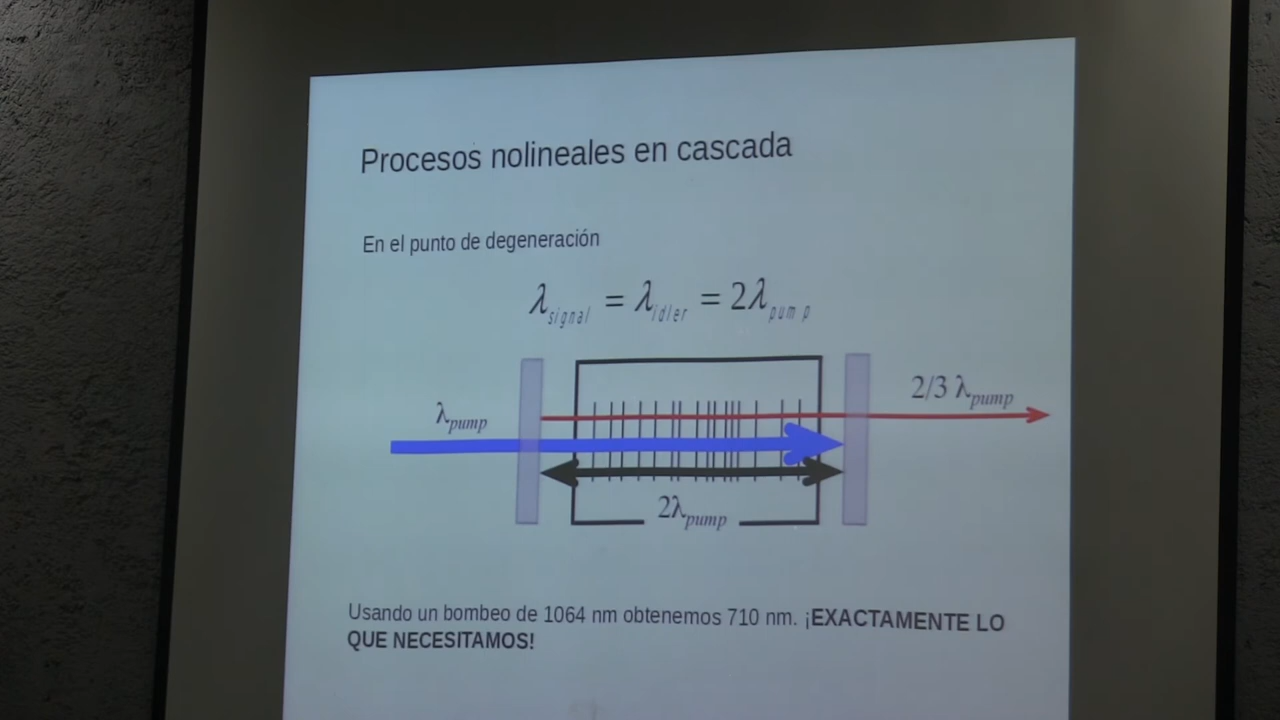 Procesos nolineales en cascada
En el punto de degeneración
λsignal = λidler = 2λpump
λpump
2/3 λpump
2λpump
Usando un bombeo de 1064 nm obtenemos 710 nm. ¡EXACTAMENTE LO
QUE NECESITAMOS!